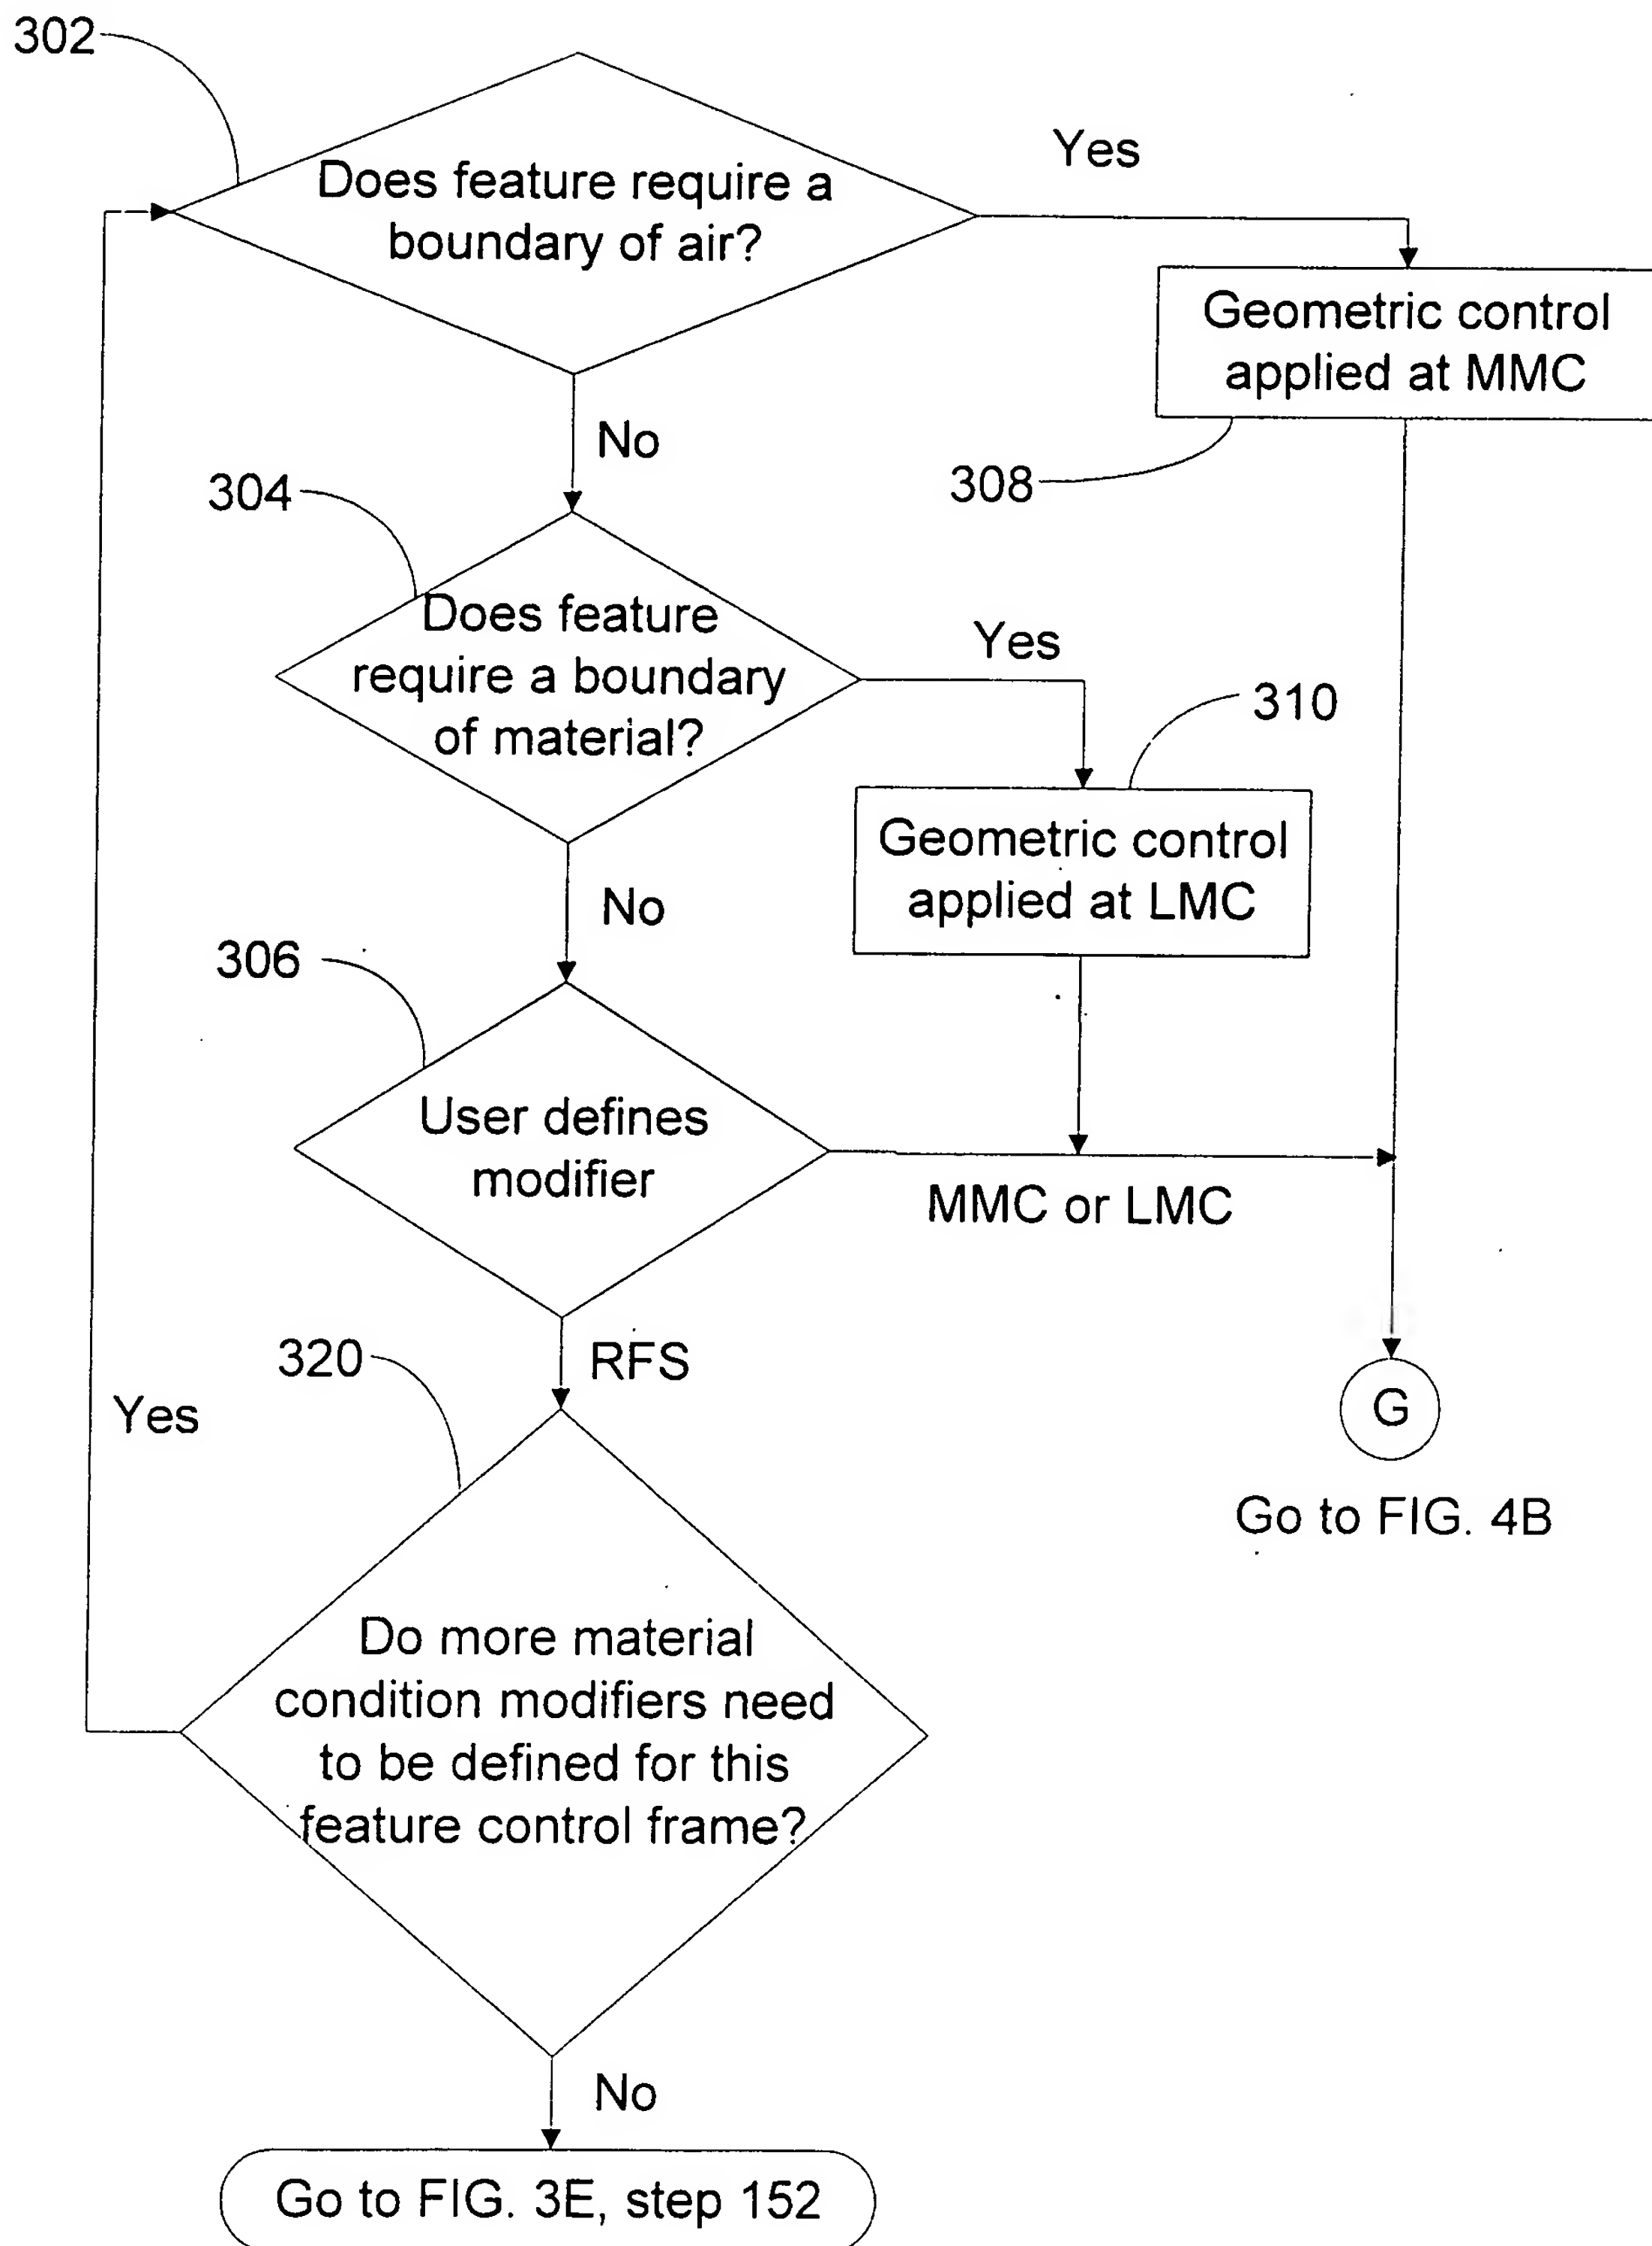 302
Does feature require a
boundary of air?
Yes
Geometric control
applied at MMC
308
No
304
Does feature
require a boundary
of material?
Yes
310
Geometric control
applied at LMC
No
306
User defines
modifier
MMC or LMC
RFS
320
Yes
G
Go to FIG. 4B
Do more material
condition modifiers need
to be defined for this
feature control frame?
No
Go to FIG. 3E, step 152